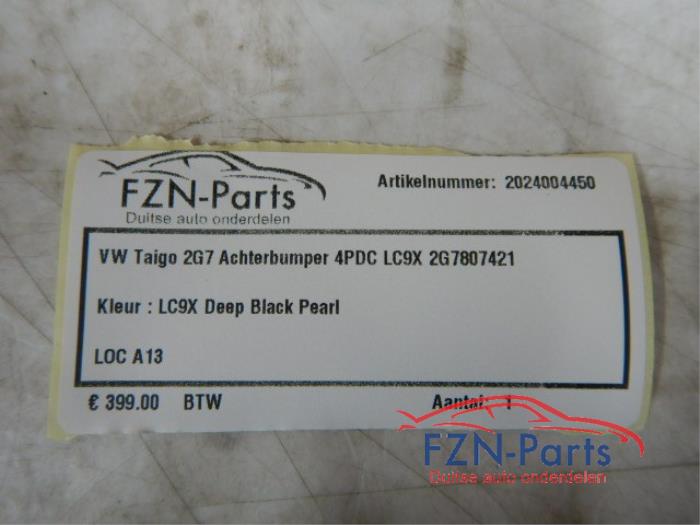 FZN-Parts
Duitse auto onderdelen
Artikelnummer: 2024004450
VW Taigo 2G7 Achterbumper 4PDC LC9X 2G7807421
Kleur : LC9X Deep Black Pearl
LOC A13
€ 399.00 BTW
Aantal: 1
FZN-Parts
Duitse auto onderdelen